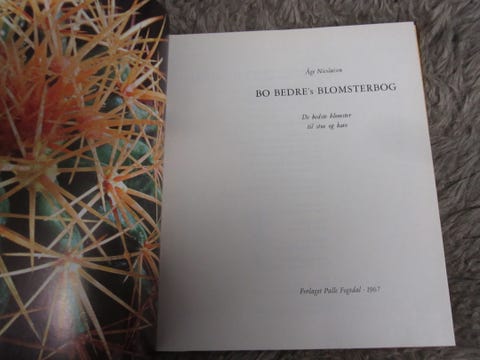 Åge Nicolaisen
BO BEDRE's BLOMSTERBOG
De bedste blomster
til stue og have
Forlaget Palle Fogtdal · 1967